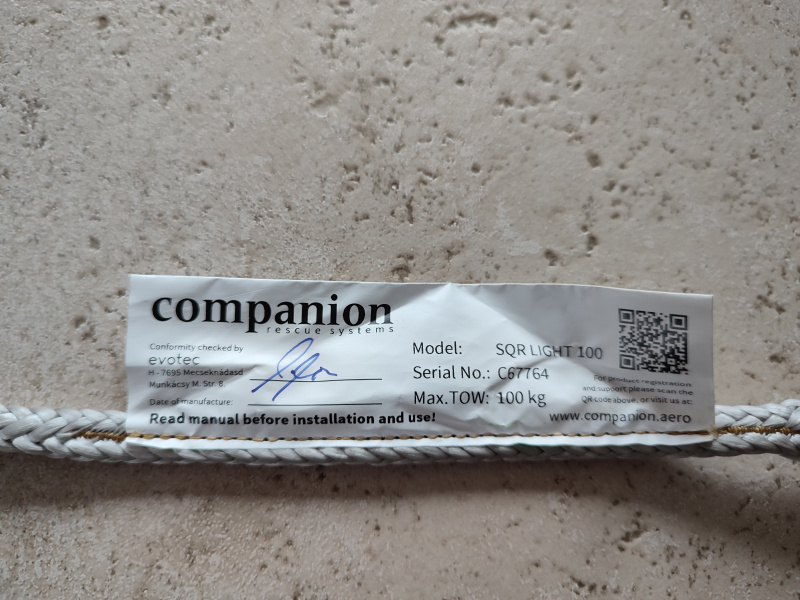 companion
rescue systems
Conformity checked by
evotec
H - 7695 Mecseknádasd
Munkácsy M. Str. 8.
Date of manufacture:
Read manual before installation and use!
Model: SQR LIGHT 100
Serial No.: C67764
Max.TOW: 100 kg
For product registration
and support please scan the
QR code above, or visit us at:
www.companion.aero